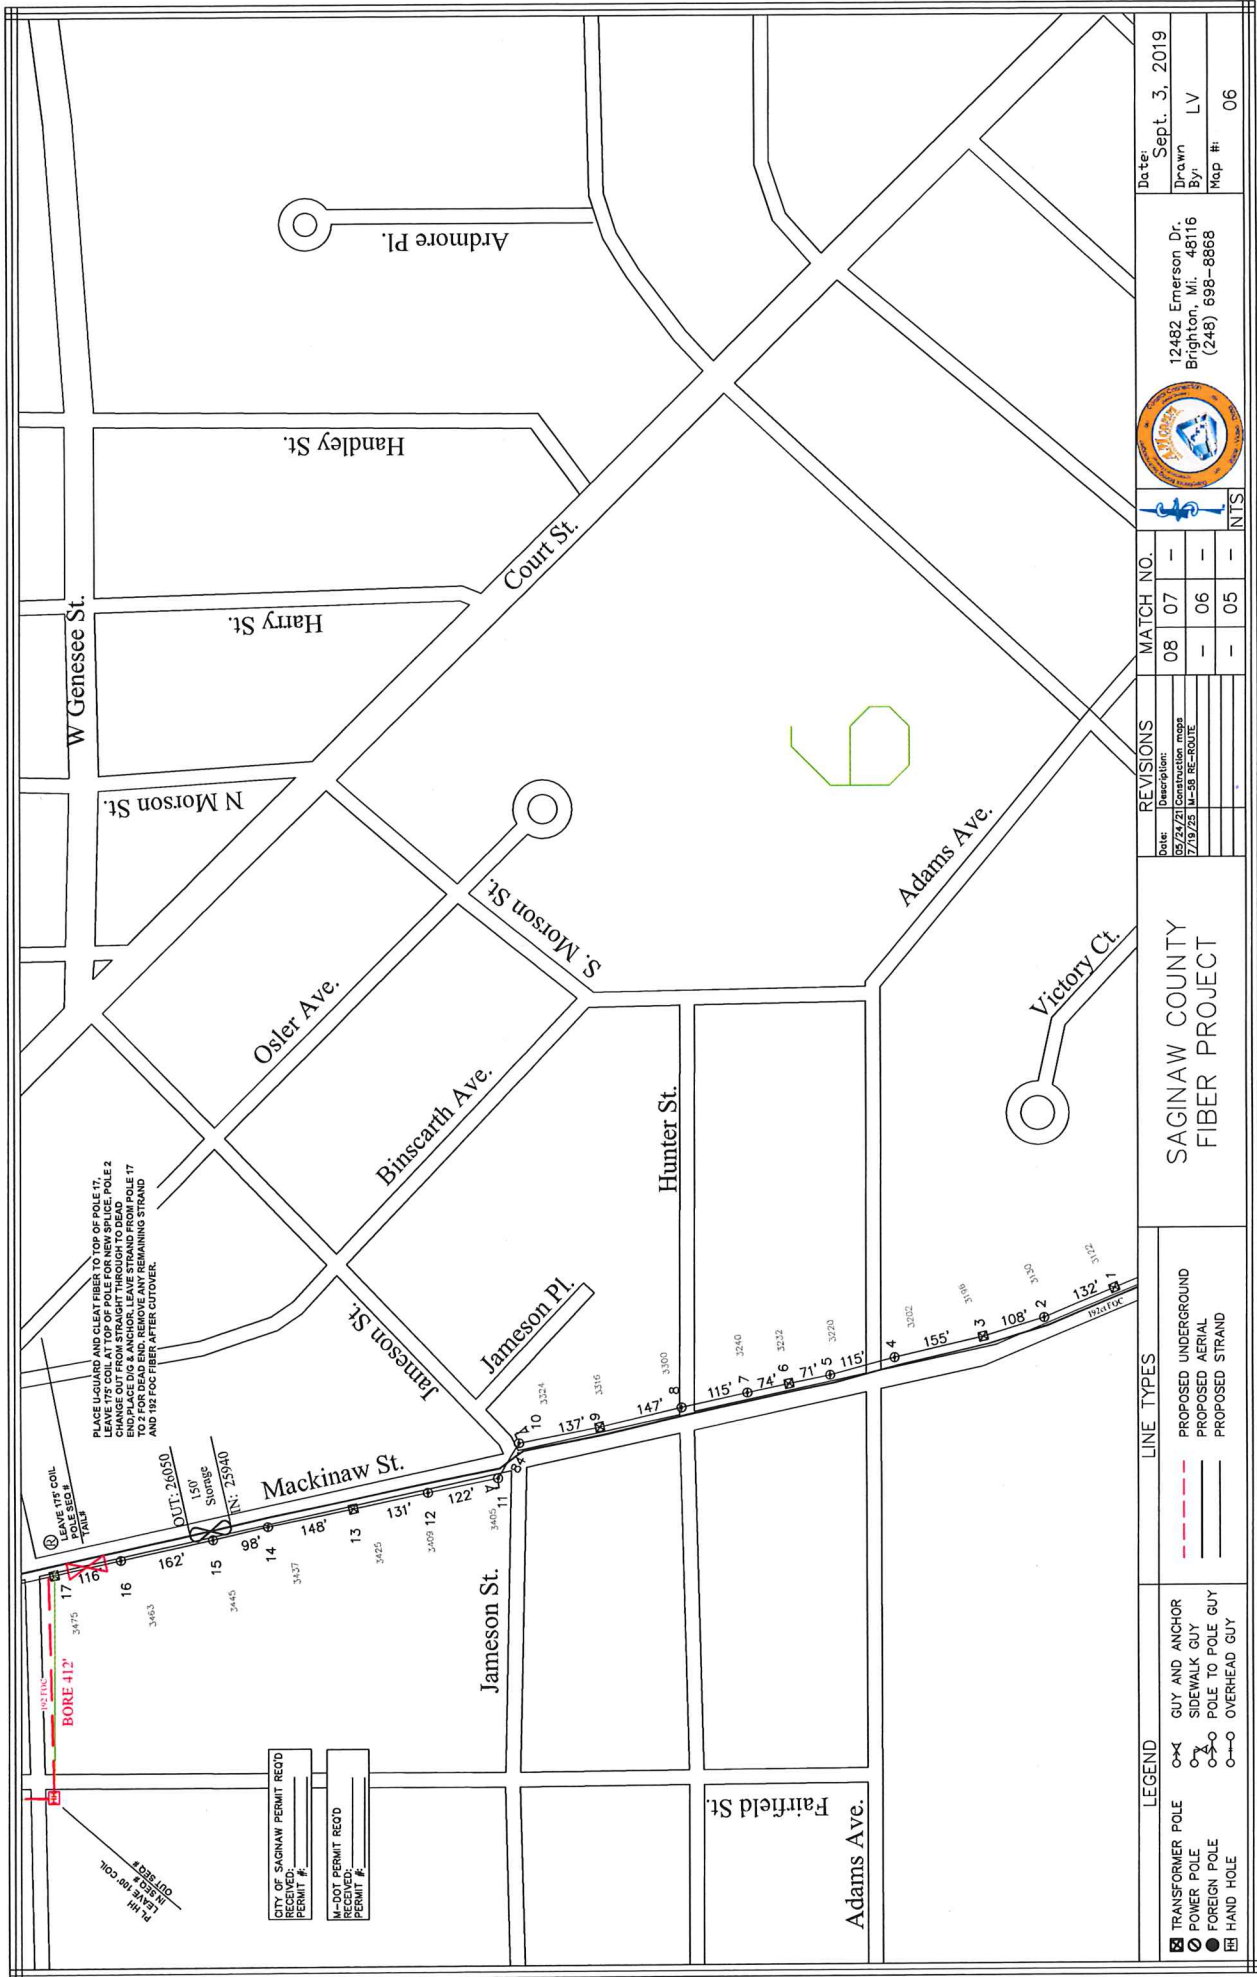 PLACE U-GUARD AND CLEAT FIBER TO TOP OF POLE 17,
LEAVE 175' COIL AT TOP OF POLE FOR NEW SPLICE, POLE 2
CHANGE OUT FROM STRAIGHT THROUGH TO DEAD
END,PLACE D/G & ANCHOR, LEAVE STRAND FROM POLE 17
TO 2 FOR DEAD END. REMOVE ANY REMAINING STRAND
AND 192 FOC FIBER AFTER CUTOVER.
PL HH
LEAVE 100' COIL
IN SEQ #
OUT SEQ #
192 FOC
BORE 412'
R
LEAVE 175' COIL
POLE SEQ #
TAIL#
OUT: 26050
150'
Storage
IN: 25940
CITY OF SAGINAW PERMIT REQ'D
RECEIVED:
PERMIT #:
M-DOT PERMIT REQ'D
RECEIVED:
PERMIT #:
W Genesee St.
N Morson St.
Harry St.
Handley St.
Ardmore Pl.
Court St.
Osler Ave.
Binscarth Ave.
S. Morson St.
Jameson St.
Jameson Pl.
Mackinaw St.
Jameson St.
Hunter St.
Fairfield St.
Adams Ave.
Adams Ave.
Victory Ct.
6
17
116'
3475
16
162'
3463
15
98'
3445
14
148'
3437
13
131'
3425
12
122'
3409
11
84'
3405
A
A
10
137'
3324
9
147'
3316
8
115'
3300
7
74'
3240
6
71'
3232
5
115'
3220
4
155'
3202
3
108'
3196
2
132'
3130
1
3122
192ct FOC
LEGEND
TRANSFORMER POLE
POWER POLE
FOREIGN POLE
HAND HOLE
GUY AND ANCHOR
SIDEWALK GUY
POLE TO POLE GUY
OVERHEAD GUY
LINE TYPES
PROPOSED UNDERGROUND
PROPOSED AERIAL
PROPOSED STRAND
SAGINAW COUNTY
FIBER PROJECT
REVISIONS
Date: Description:
05/24/21 Construction maps
7/19/25 M-58 RE-ROUTE
MATCH NO.
08 07 -
- 06 -
- 05 -
NTS
12482 Emerson Dr.
Brighton, Mi. 48116
(248) 698-8868
Date:
Sept. 3, 2019
Drawn
By: LV
Map #: 06